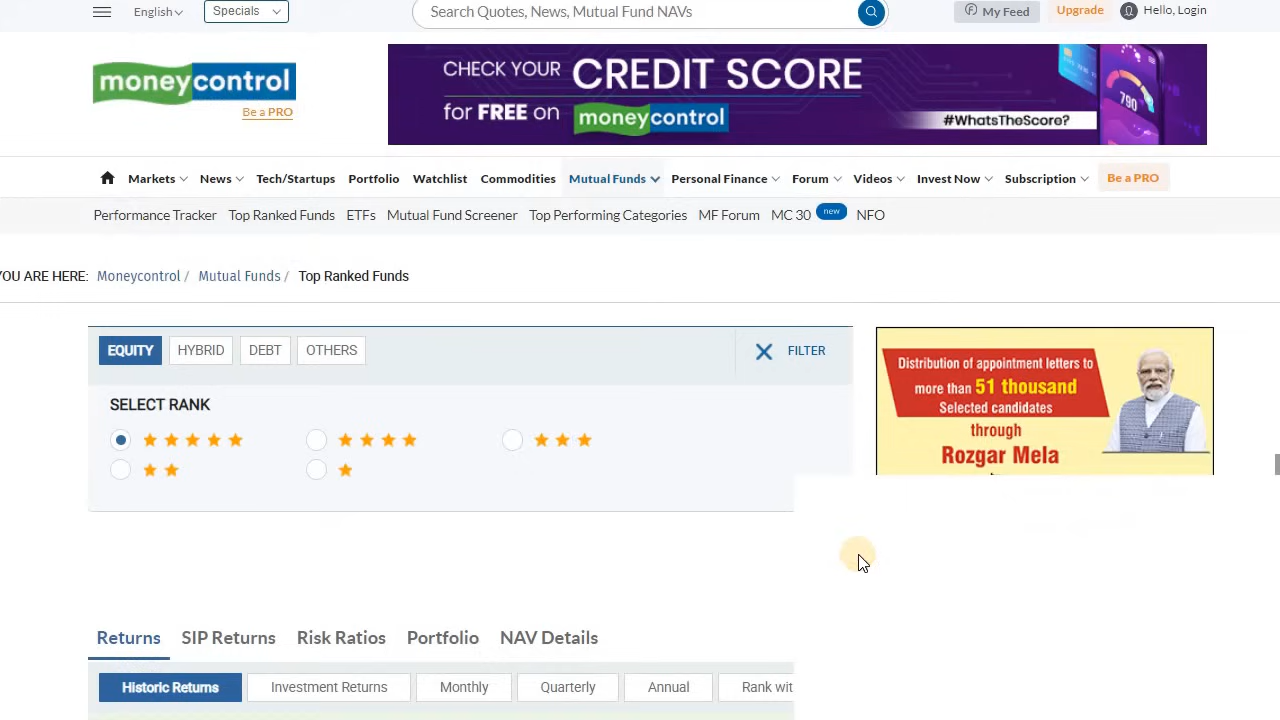 English
Specials
Search Quotes, News, Mutual Fund NAVs
My Feed
Upgrade
Hello, Login
moneycontrol
Be a PRO
CHECK YOUR CREDIT SCORE
for FREE on moneycontrol
790
#WhatsTheScore?
Markets
News
Tech/Startups
Portfolio
Watchlist
Commodities
Mutual Funds
Personal Finance
Forum
Videos
Invest Now
Subscription
Be a PRO
Performance Tracker
Top Ranked Funds
ETFs
Mutual Fund Screener
Top Performing Categories
MF Forum
MC 30
new
NFO
YOU ARE HERE: Moneycontrol / Mutual Funds / Top Ranked Funds
EQUITY
HYBRID
DEBT
OTHERS
FILTER
SELECT RANK
Distribution of appointment letters to
more than 51 thousand
Selected candidates
through
Rozgar Mela
Returns
SIP Returns
Risk Ratios
Portfolio
NAV Details
Historic Returns
Investment Returns
Monthly
Quarterly
Annual
Rank wit